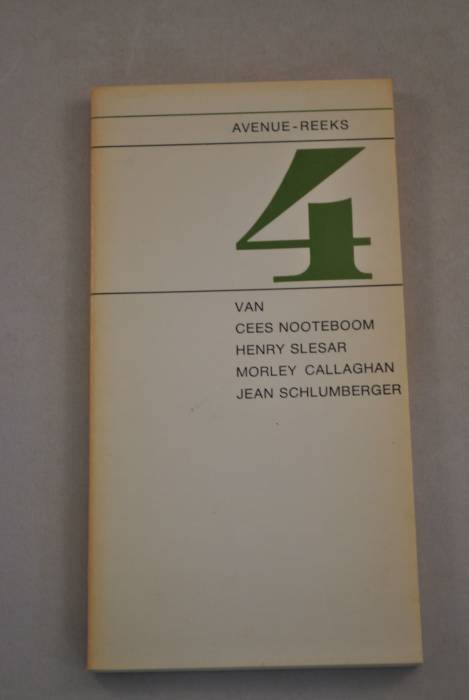 AVENUE-REEKS
4
VAN
CEES NOOTEBOOM
HENRY SLESAR
MORLEY CALLAGHAN
JEAN SCHLUMBERGER